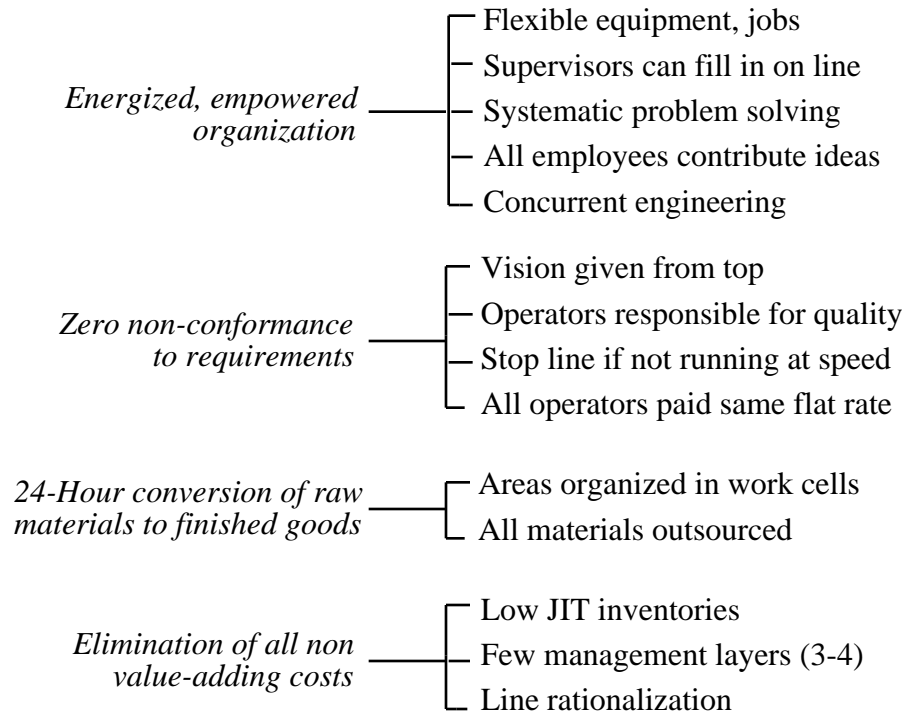 Energized, empowered
organization
Flexible equipment, jobs
Supervisors can fill in on line
Systematic problem solving
All employees contribute ideas
Concurrent engineering
Zero non-conformance
to requirements
Vision given from top
Operators responsible for quality
Stop line if not running at speed
All operators paid same flat rate
24-Hour conversion of raw
materials to finished goods
Areas organized in work cells
All materials outsourced
Elimination of all non
value-adding costs
Low JIT inventories
Few management layers (3-4)
Line rationalization